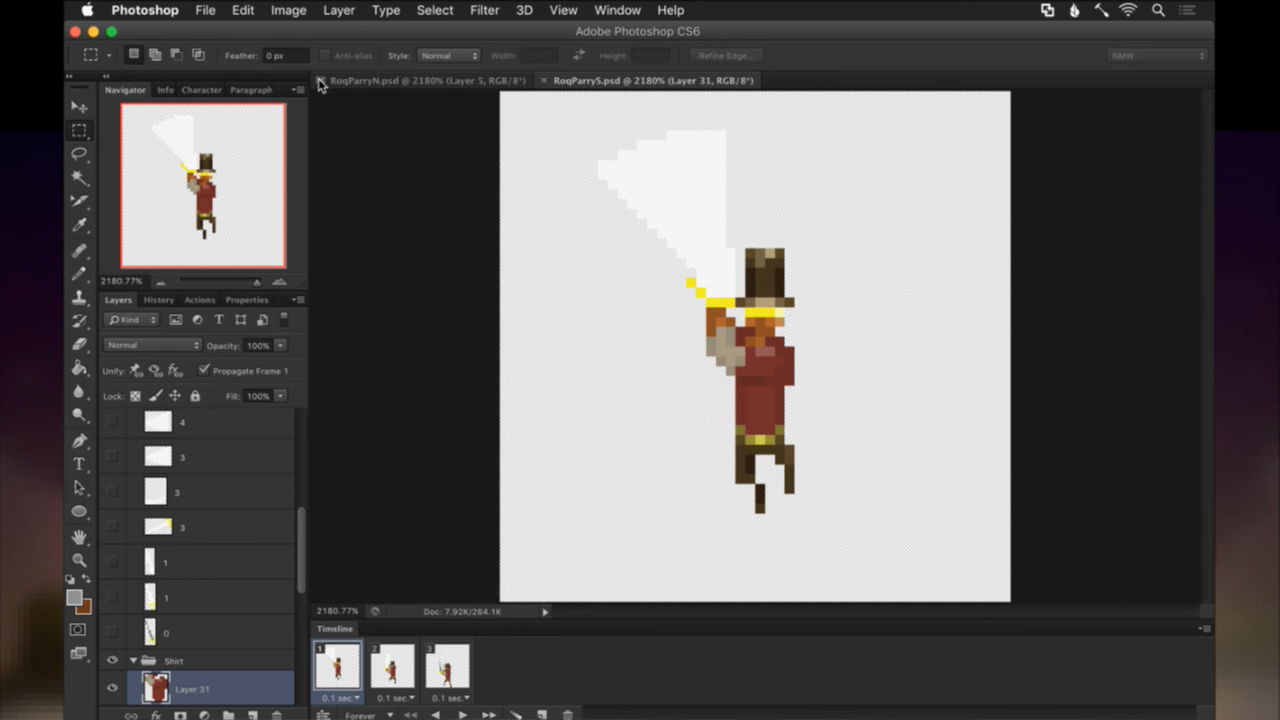 Photoshop File Edit Image Layer Type Select Filter 3D View Window Help
Adobe Photoshop CS6
Feather: 0 px Anti-alias Style: Normal Width: Height: Refine Edge... NMW
RoqParryN.psd @ 2180% (Layer 5, RGB/8*) × RoqParryS.psd @ 2180% (Layer 31, RGB/8*)
Navigator Info Character Paragraph
2180.77%
Layers History Actions Properties
Kind
Normal Opacity: 100%
Unify: Propagate Frame 1
Lock: Fill: 100%
4
3
3
3
1
1
0
Shirt
Layer 31
2180.77% Doc: 7.92K/264.1K
Timeline
1 2 3
0.1 sec. 0.1 sec. 0.1 sec.
Forever